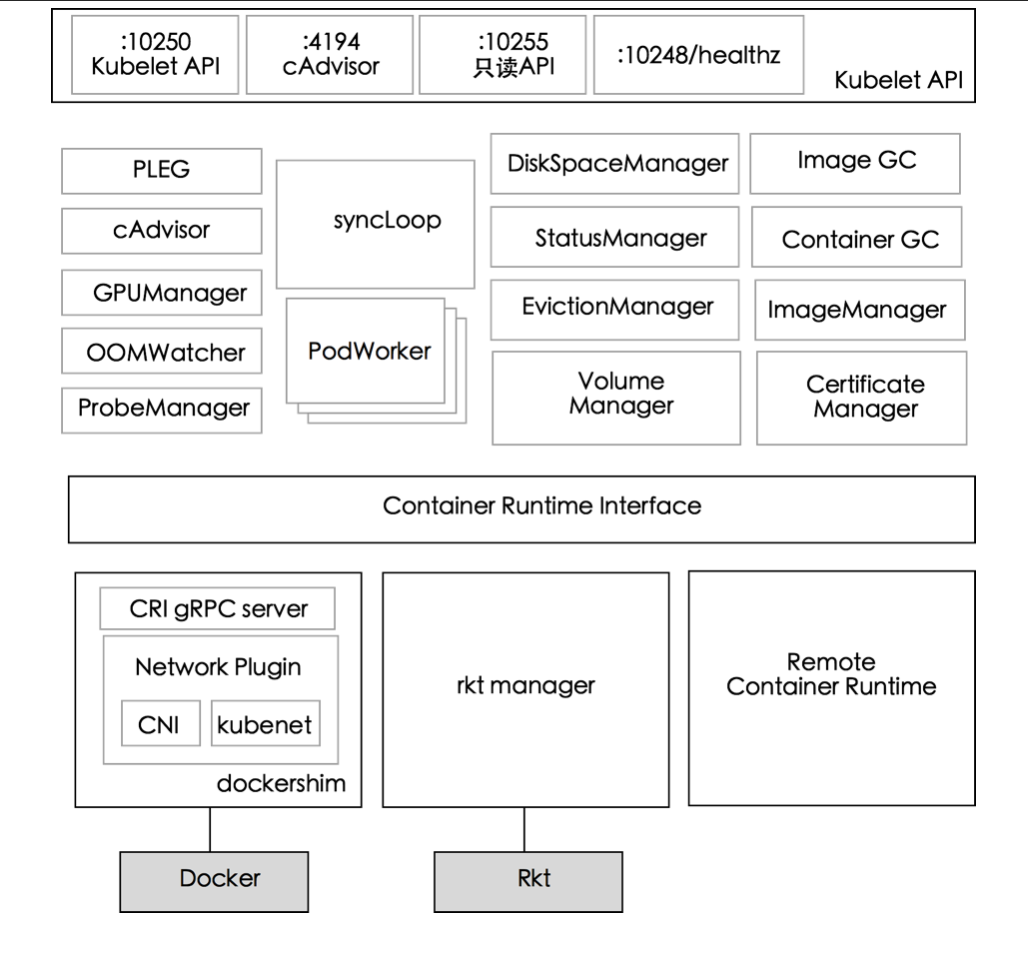 :10250
Kubelet API
:4194
cAdvisor
:10255
只读API
:10248/healthz
Kubelet API
PLEG
cAdvisor
GPUManager
OOMWatcher
ProbeManager
syncLoop
PodWorker
DiskSpaceManager
StatusManager
EvictionManager
Volume
Manager
Image GC
Container GC
ImageManager
Certificate
Manager
Container Runtime Interface
CRI gRPC server
Network Plugin
CNI
kubenet
dockershim
rkt manager
Remote
Container Runtime
Docker
Rkt